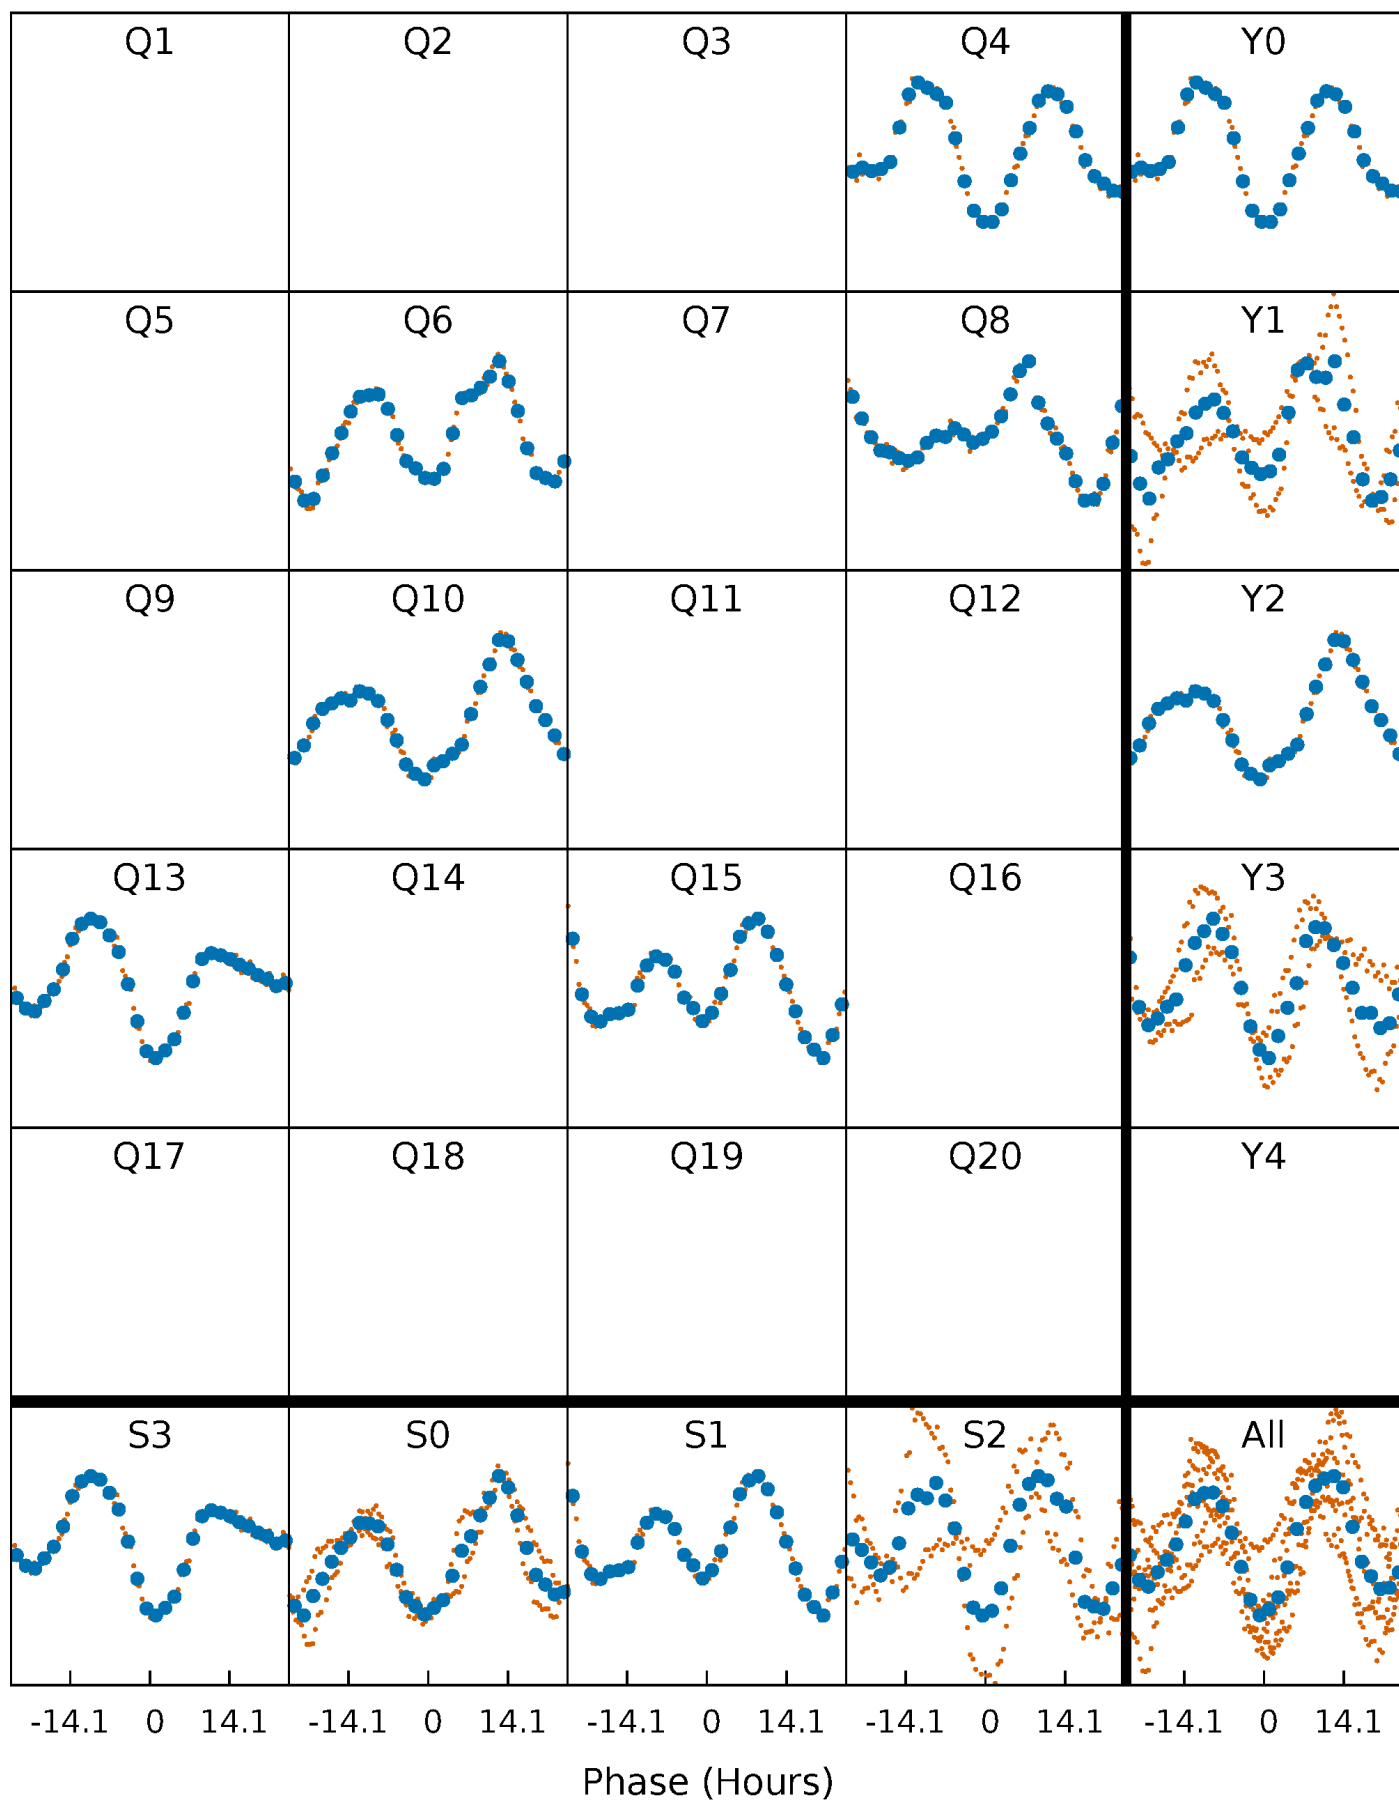 Q1 Q2 Q3 Q4 Y0
Q5 Q6 Q7 Q8 Y1
Q9 Q10 Q11 Q12 Y2
Q13 Q14 Q15 Q16 Y3
Q17 Q18 Q19 Q20 Y4
S3 S0 S1 S2 All
-14.1 0 14.1 -14.1 0 14.1 -14.1 0 14.1 -14.1 0 14.1 -14.1 0 14.1
Phase (Hours)